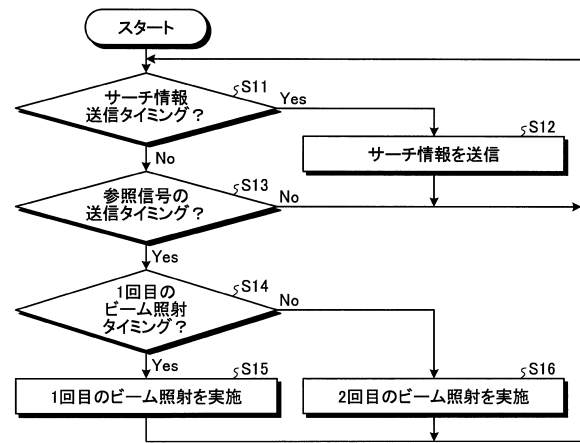 スタート
S11
サーチ情報
送信タイミング？
Yes
S12
サーチ情報を送信
No
S13
参照信号の
送信タイミング？
No
Yes
S14
1回目の
ビーム照射
タイミング？
No
Yes
S15
1回目のビーム照射を実施
S16
2回目のビーム照射を実施